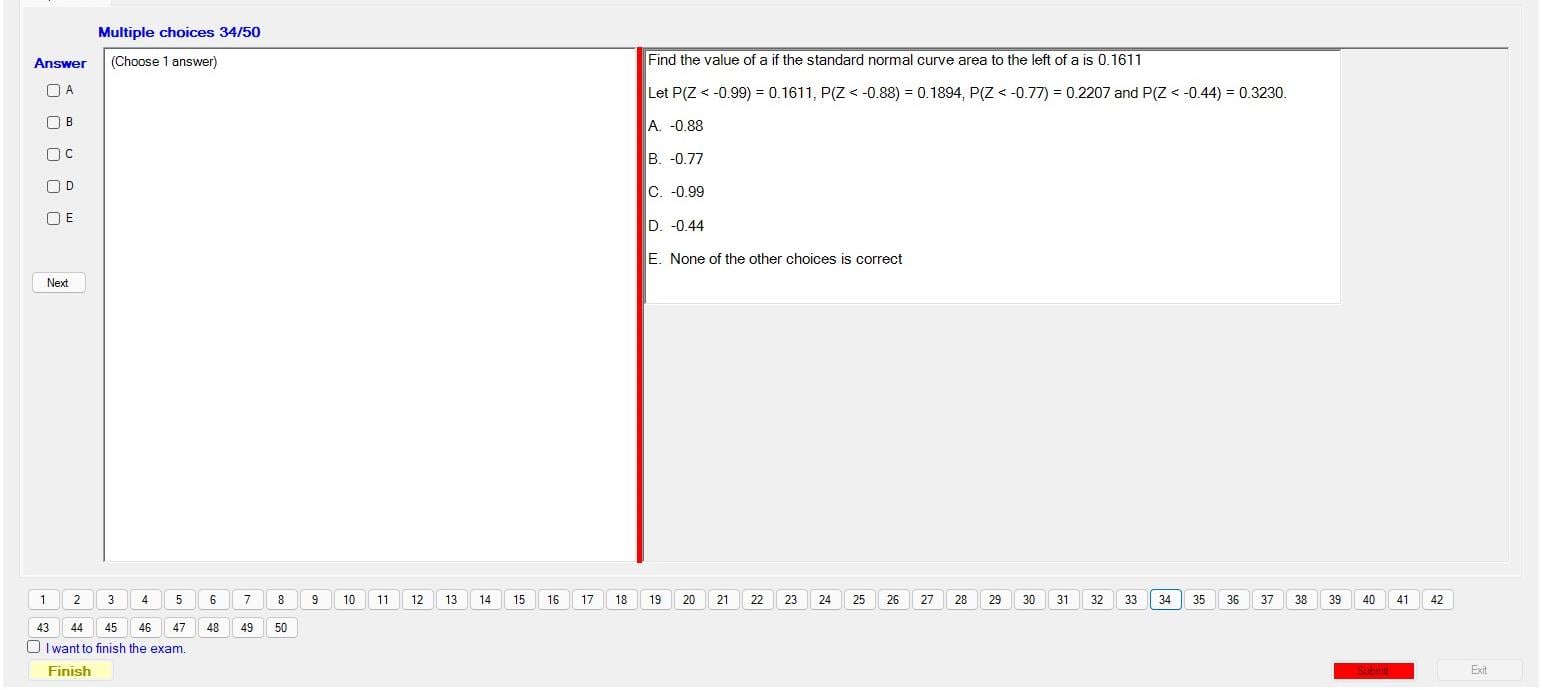 Multiple choices 34/50
Answer
(Choose 1 answer)
A
B
C
D
E
Next
Find the value of a if the standard normal curve area to the left of a is 0.1611
Let P(Z < -0.99) = 0.1611, P(Z < -0.88) = 0.1894, P(Z < -0.77) = 0.2207 and P(Z < -0.44) = 0.3230.
A. -0.88
B. -0.77
C. -0.99
D. -0.44
E. None of the other choices is correct
1 2 3 4 5 6 7 8 9 10 11 12 13 14 15 16 17 18 19 20 21 22 23 24 25 26 27 28 29 30 31 32 33 34 35 36 37 38 39 40 41 42
43 44 45 46 47 48 49 50
I want to finish the exam.
Finish
Submit
Exit